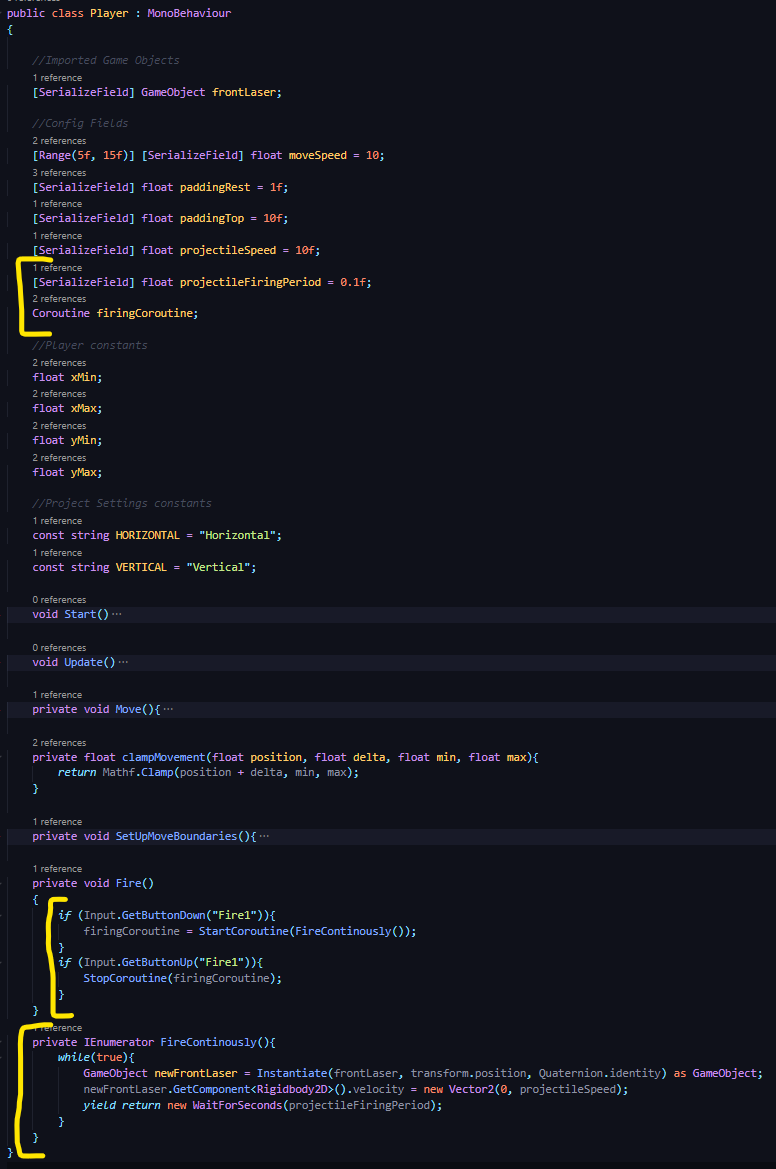 public class Player : MonoBehaviour
{
//Imported Game Objects
1 reference
[SerializeField] GameObject frontLaser;
//Config Fields
2 references
[Range(5f, 15f)] [SerializeField] float moveSpeed = 10;
3 references
[SerializeField] float paddingRest = 1f;
1 reference
[SerializeField] float paddingTop = 10f;
1 reference
[SerializeField] float projectileSpeed = 10f;
1 reference
[SerializeField] float projectileFiringPeriod = 0.1f;
2 references
Coroutine firingCoroutine;
//Player constants
2 references
float xMin;
2 references
float xMax;
2 references
float yMin;
2 references
float yMax;
//Project Settings constants
1 reference
const string HORIZONTAL = "Horizontal";
1 reference
const string VERTICAL = "Vertical";
0 references
void Start()···
0 references
void Update()···
1 reference
private void Move(){···
2 references
private float clampMovement(float position, float delta, float min, float max){
return Mathf.Clamp(position + delta, min, max);
}
1 reference
private void SetUpMoveBoundaries(){···
1 reference
private void Fire()
{
if (Input.GetButtonDown("Fire1")){
firingCoroutine = StartCoroutine(FireContinously());
}
if (Input.GetButtonUp("Fire1")){
StopCoroutine(firingCoroutine);
}
}
1 reference
private IEnumerator FireContinously(){
while(true){
GameObject newFrontLaser = Instantiate(frontLaser, transform.position, Quaternion.identity) as GameObject;
newFrontLaser.GetComponent<Rigidbody2D>().velocity = new Vector2(0, projectileSpeed);
yield return new WaitForSeconds(projectileFiringPeriod);
}
}
}